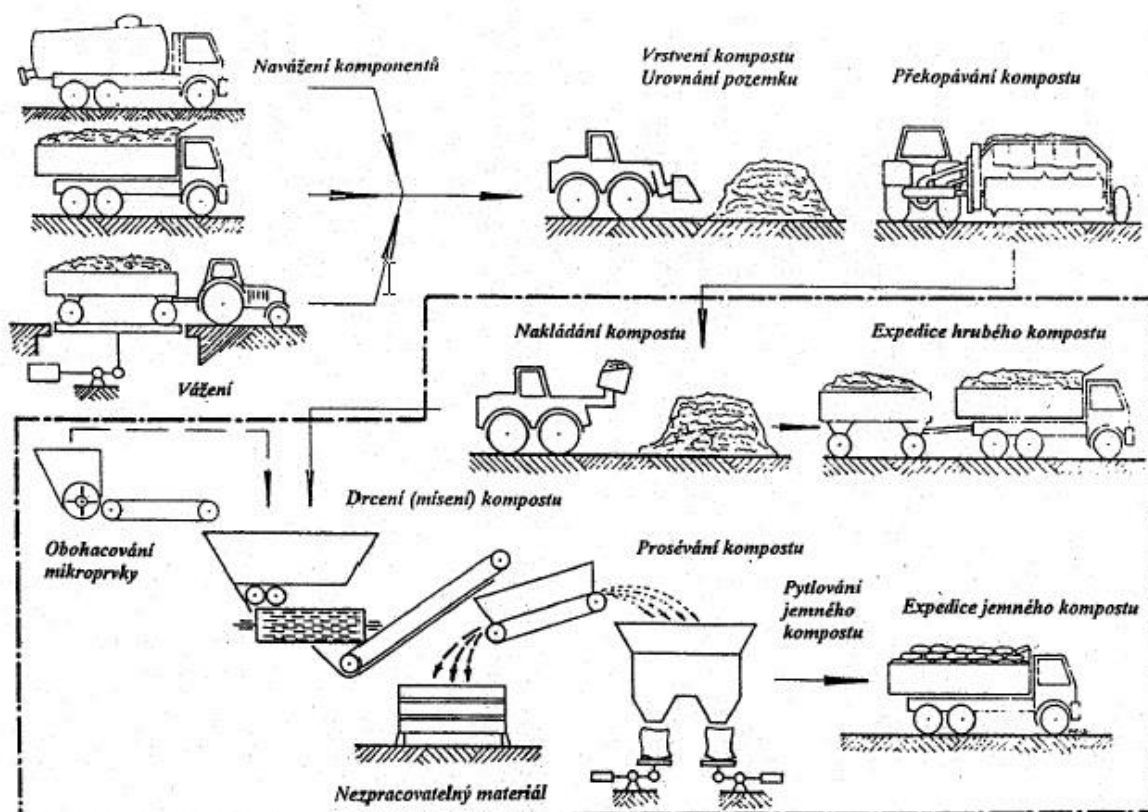 Navážení komponentů
Vrstvení kompostu
Urovnání pozemku
Překopávání kompostu
Vážení
Nakládání kompostu
Expedice hrubého kompostu
Obohacování
mikroprvky
Drcení (mísení) kompostu
Prosévání kompostu
Pytlování
jemného
kompostu
Expedice jemného kompostu
Nezpracovatelný materiál